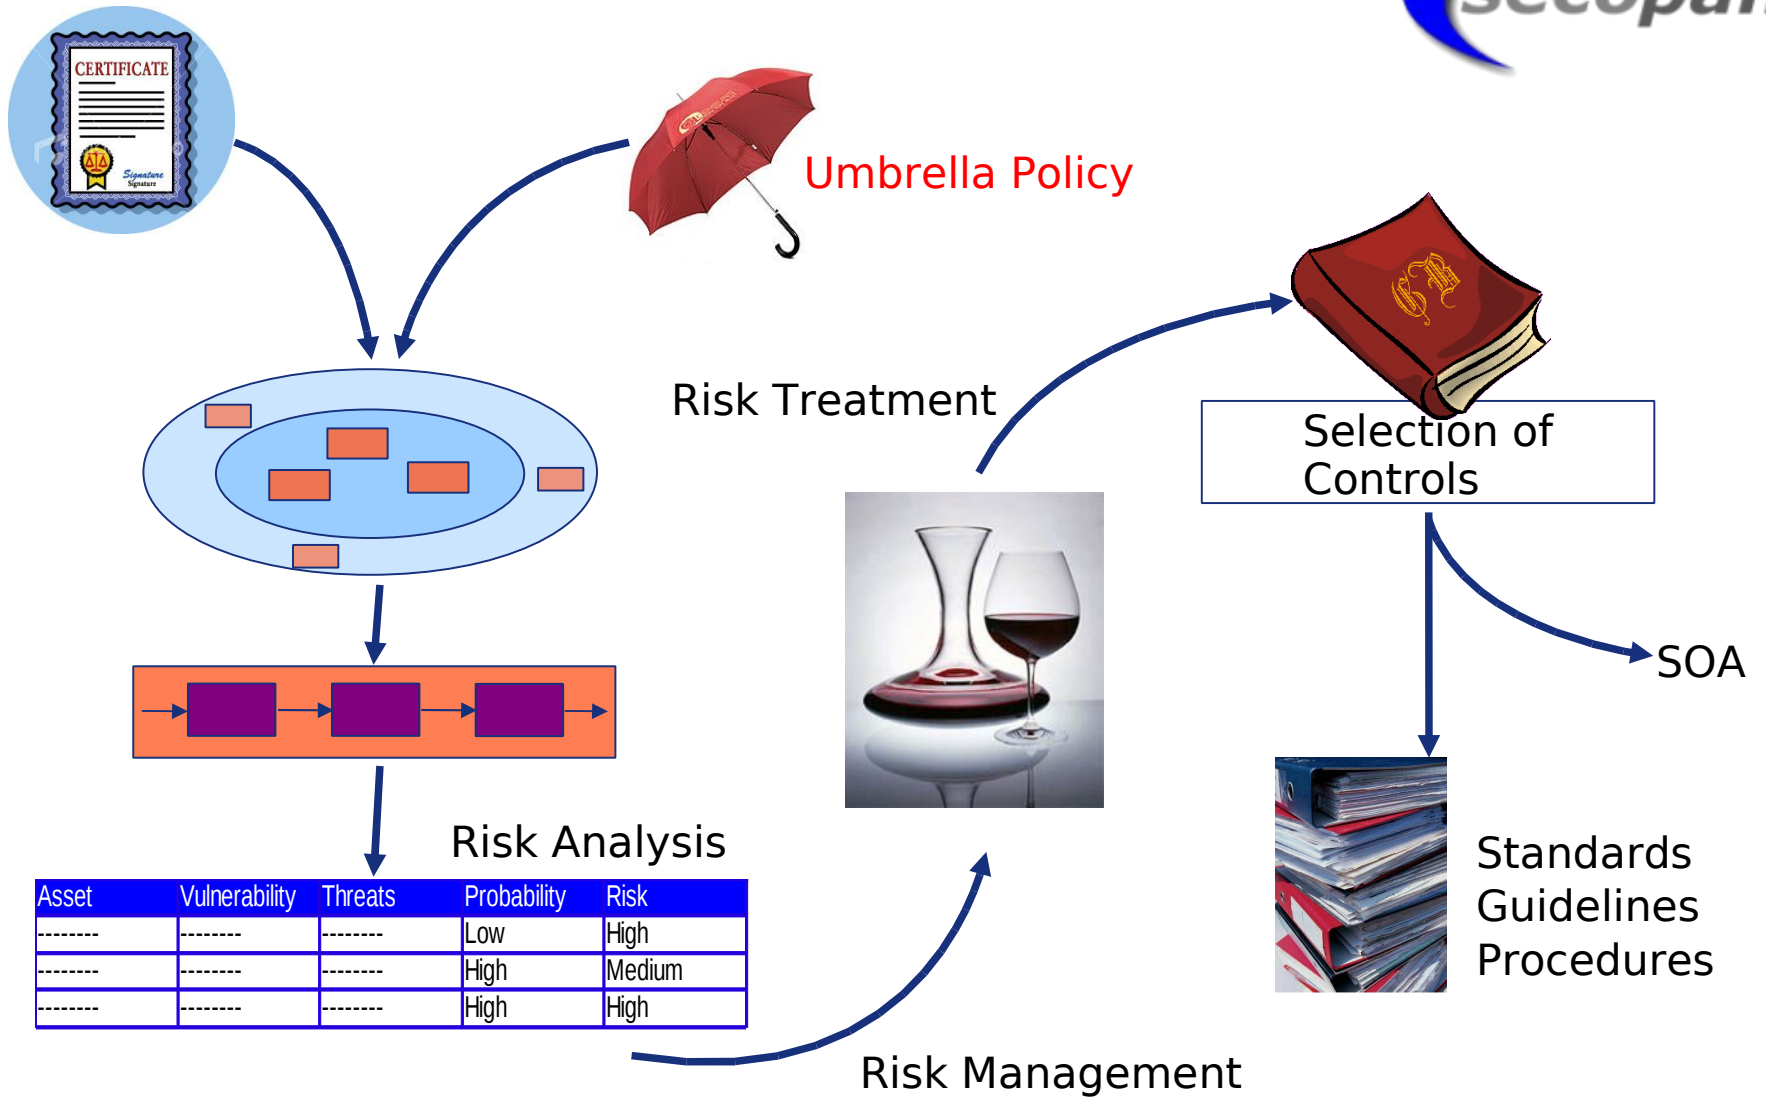 CERTIFICATE
Signature
Signature
Umbrella Policy
Risk Treatment
Selection of
Controls
SOA
Risk Analysis
Asset Vulnerability Threats Probability Risk
-------- -------- -------- Low High
-------- -------- -------- High Medium
-------- -------- -------- High High
Standards
Guidelines
Procedures
Risk Management